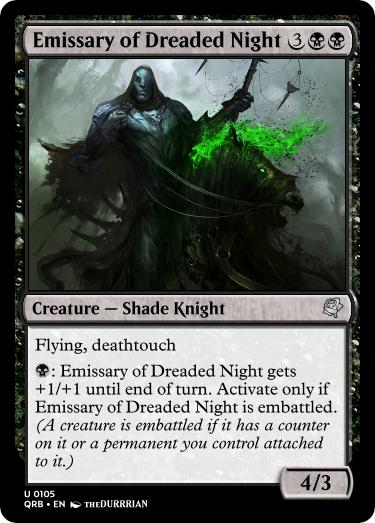 Emissary of Dreaded Night 3
Creature — Shade Knight
Flying, deathtouch
: Emissary of Dreaded Night gets
+1/+1 until end of turn. Activate only if
Emissary of Dreaded Night is embattled.
(A creature is embattled if it has a counter
on it or a permanent you control attached
to it.)
4/3
U 0105
QRB • EN theDURRRIAN